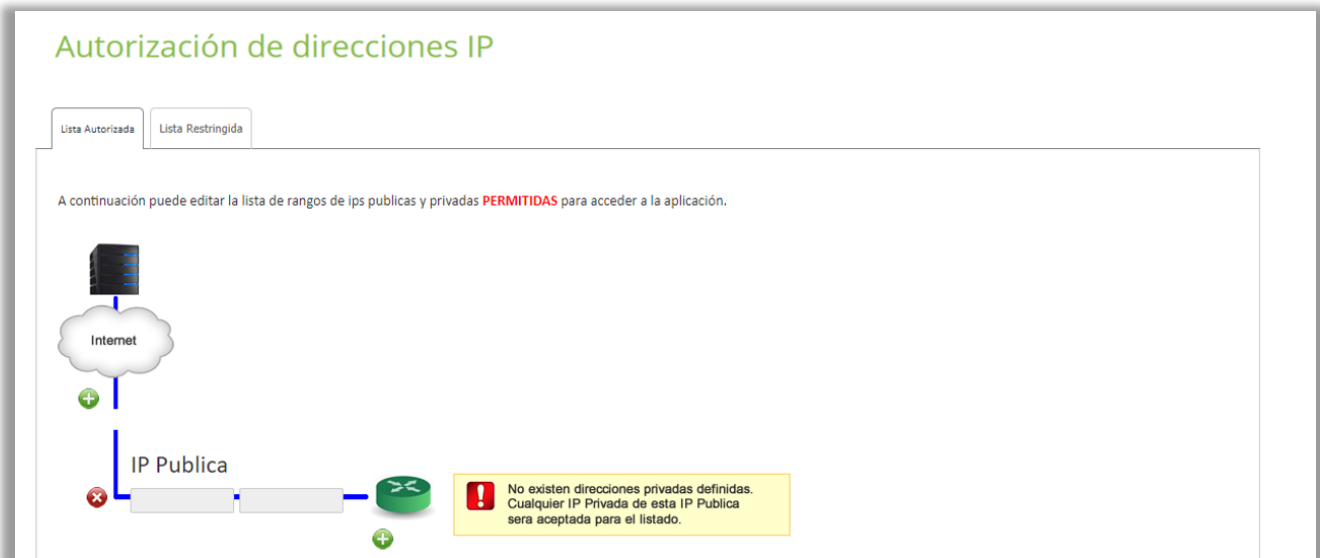 Autorización de direcciones IP
Lista Autorizada
Lista Restringida
A continuación puede editar la lista de rangos de ips publicas y privadas PERMITIDAS para acceder a la aplicación.
Internet
IP Publica
No existen direcciones privadas definidas.
Cualquier IP Privada de esta IP Publica
sera aceptada para el listado.